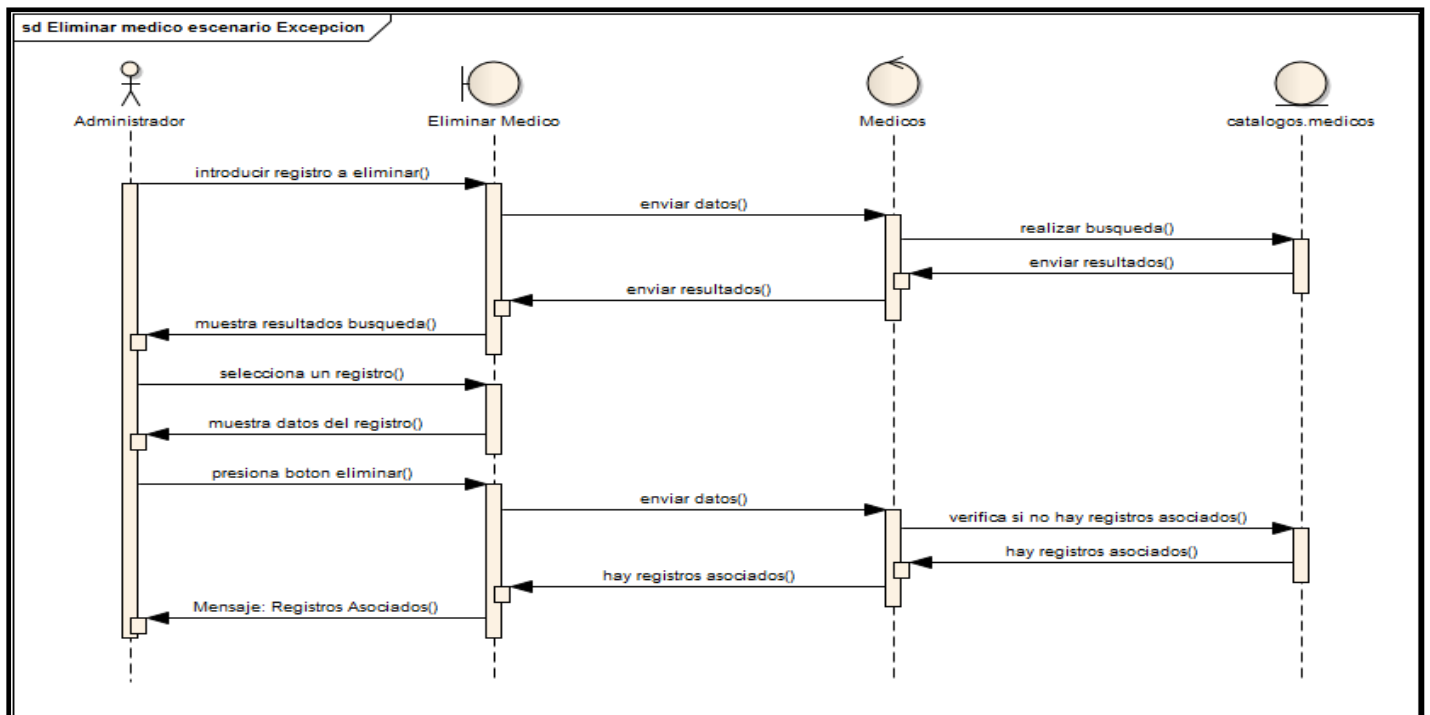 sd Eliminar medico escenario Excepcion
Administrador
Eliminar Medico
Medicos
catalogos.medicos
introducir registro a eliminar()
enviar datos()
realizar busqueda()
enviar resultados()
enviar resultados()
muestra resultados busqueda()
selecciona un registro()
muestra datos del registro()
presiona boton eliminar()
enviar datos()
verifica si no hay registros asociados()
hay registros asociados()
hay registros asociados()
Mensaje: Registros Asociados()